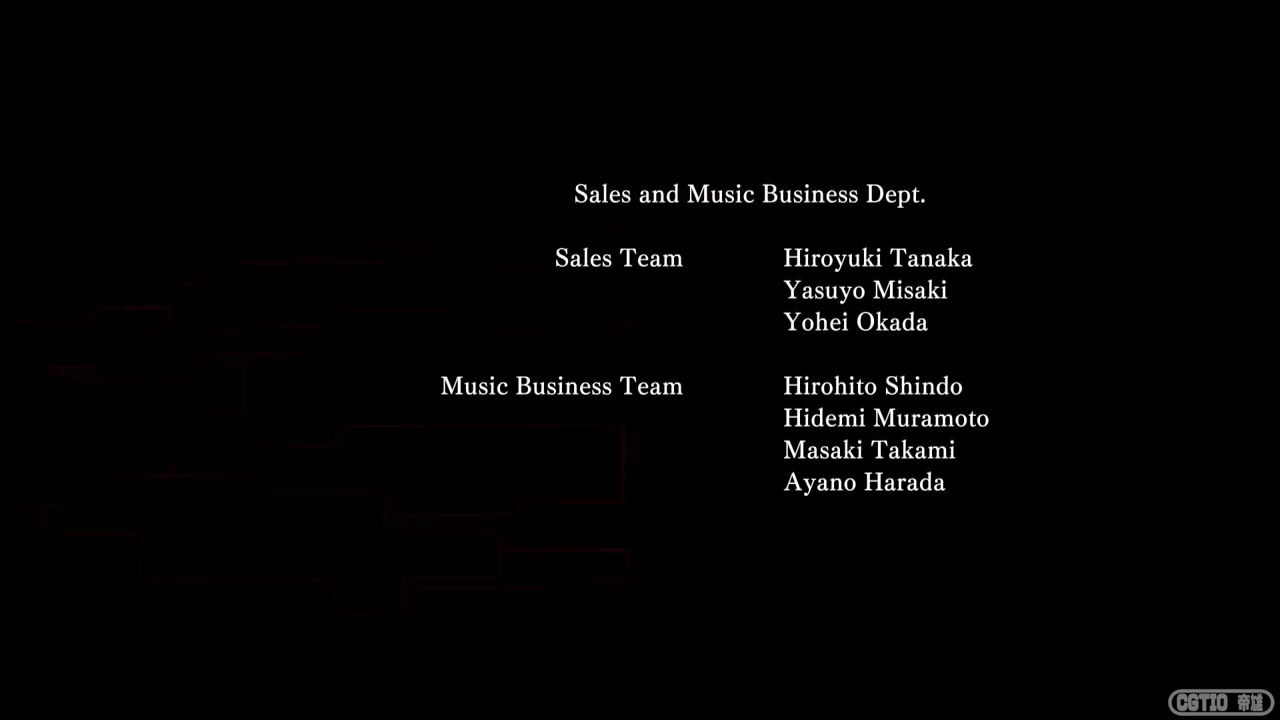 Sales and Music Business Dept.
Sales Team Hiroyuki Tanaka
Yasuyo Misaki
Yohei Okada
Music Business Team Hirohito Shindo
Hidemi Muramoto
Masaki Takami
Ayano Harada
CGTIO 帝雄